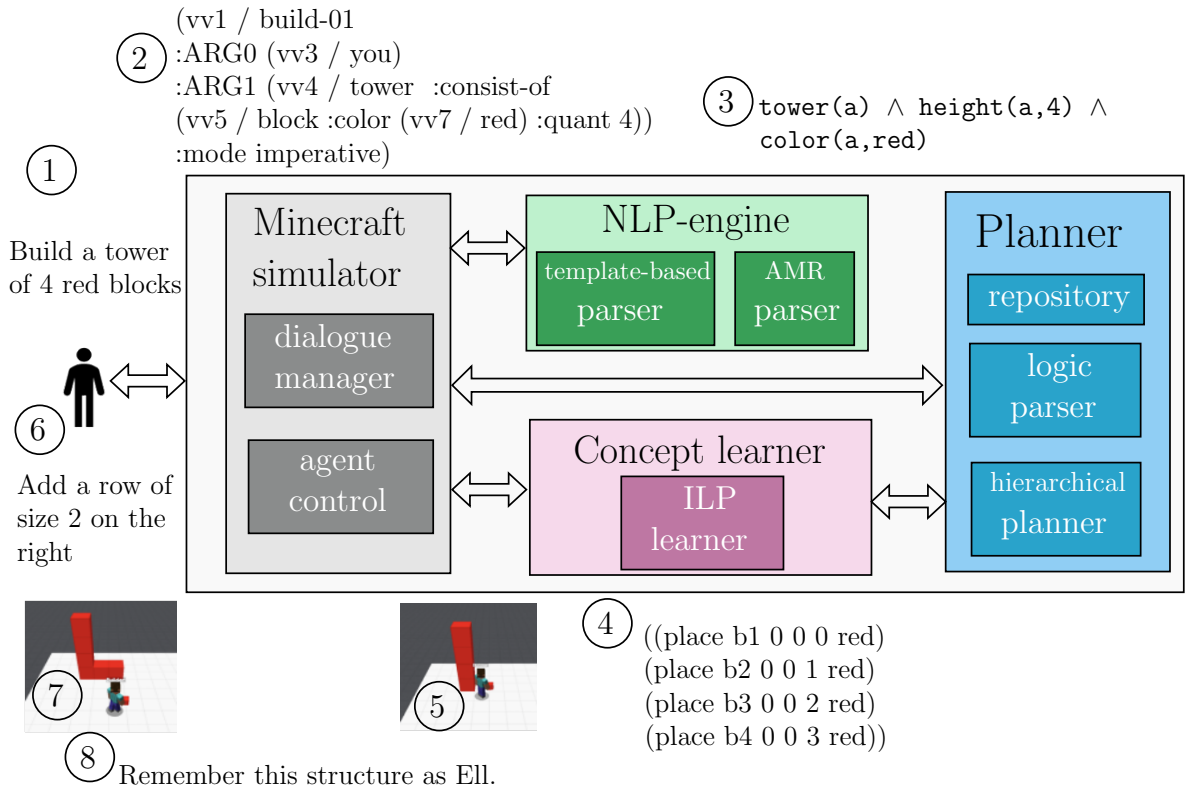 (vv1 / build-01
:ARG0 (vv3 / you)
:ARG1 (vv4 / tower :consist-of
(vv5 / block :color (vv7 / red) :quant 4))
:mode imperative)
2
3
tower(a) ∧ height(a,4) ∧
color(a,red)
1
Build a tower
of 4 red blocks
Minecraft
simulator
dialogue
manager
agent
control
NLP-engine
template-based
parser
AMR
parser
Concept learner
ILP
learner
Planner
repository
logic
parser
hierarchical
planner
6
Add a row of
size 2 on the
right
4
((place b1 0 0 0 red)
(place b2 0 0 1 red)
(place b3 0 0 2 red)
(place b4 0 0 3 red))
5
7
8
Remember this structure as Ell.